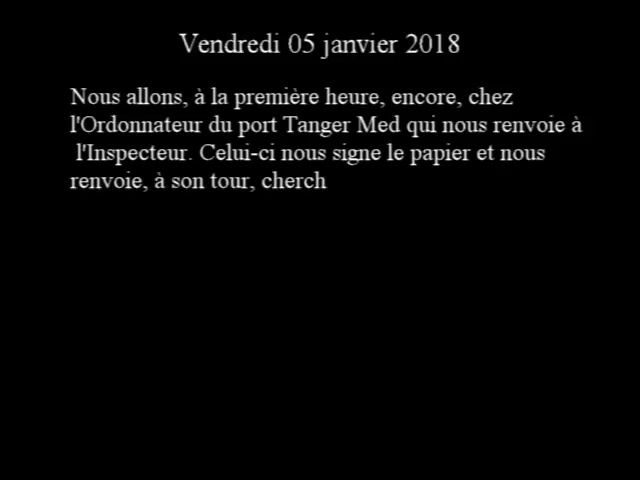 Vendredi 05 janvier 2018
Nous allons, à la première heure, encore, chez
l'Ordonnateur du port Tanger Med qui nous renvoie à
l'Inspecteur. Celui-ci nous signe le papier et nous
renvoie, à son tour, cherch